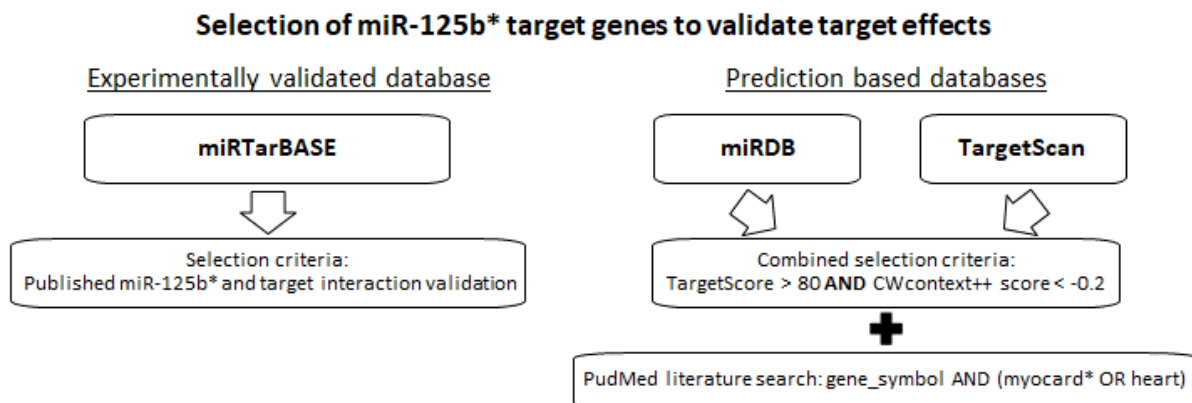 Selection of miR-125b* target genes to validate target effects
Experimentally validated database
miRTarBASE
Selection criteria:
Published miR-125b* and target interaction validation
Prediction based databases
miRDB
TargetScan
Combined selection criteria:
TargetScore > 80 AND CWcontext++ score < -0.2
PudMed literature search: gene_symbol AND (myocard* OR heart)